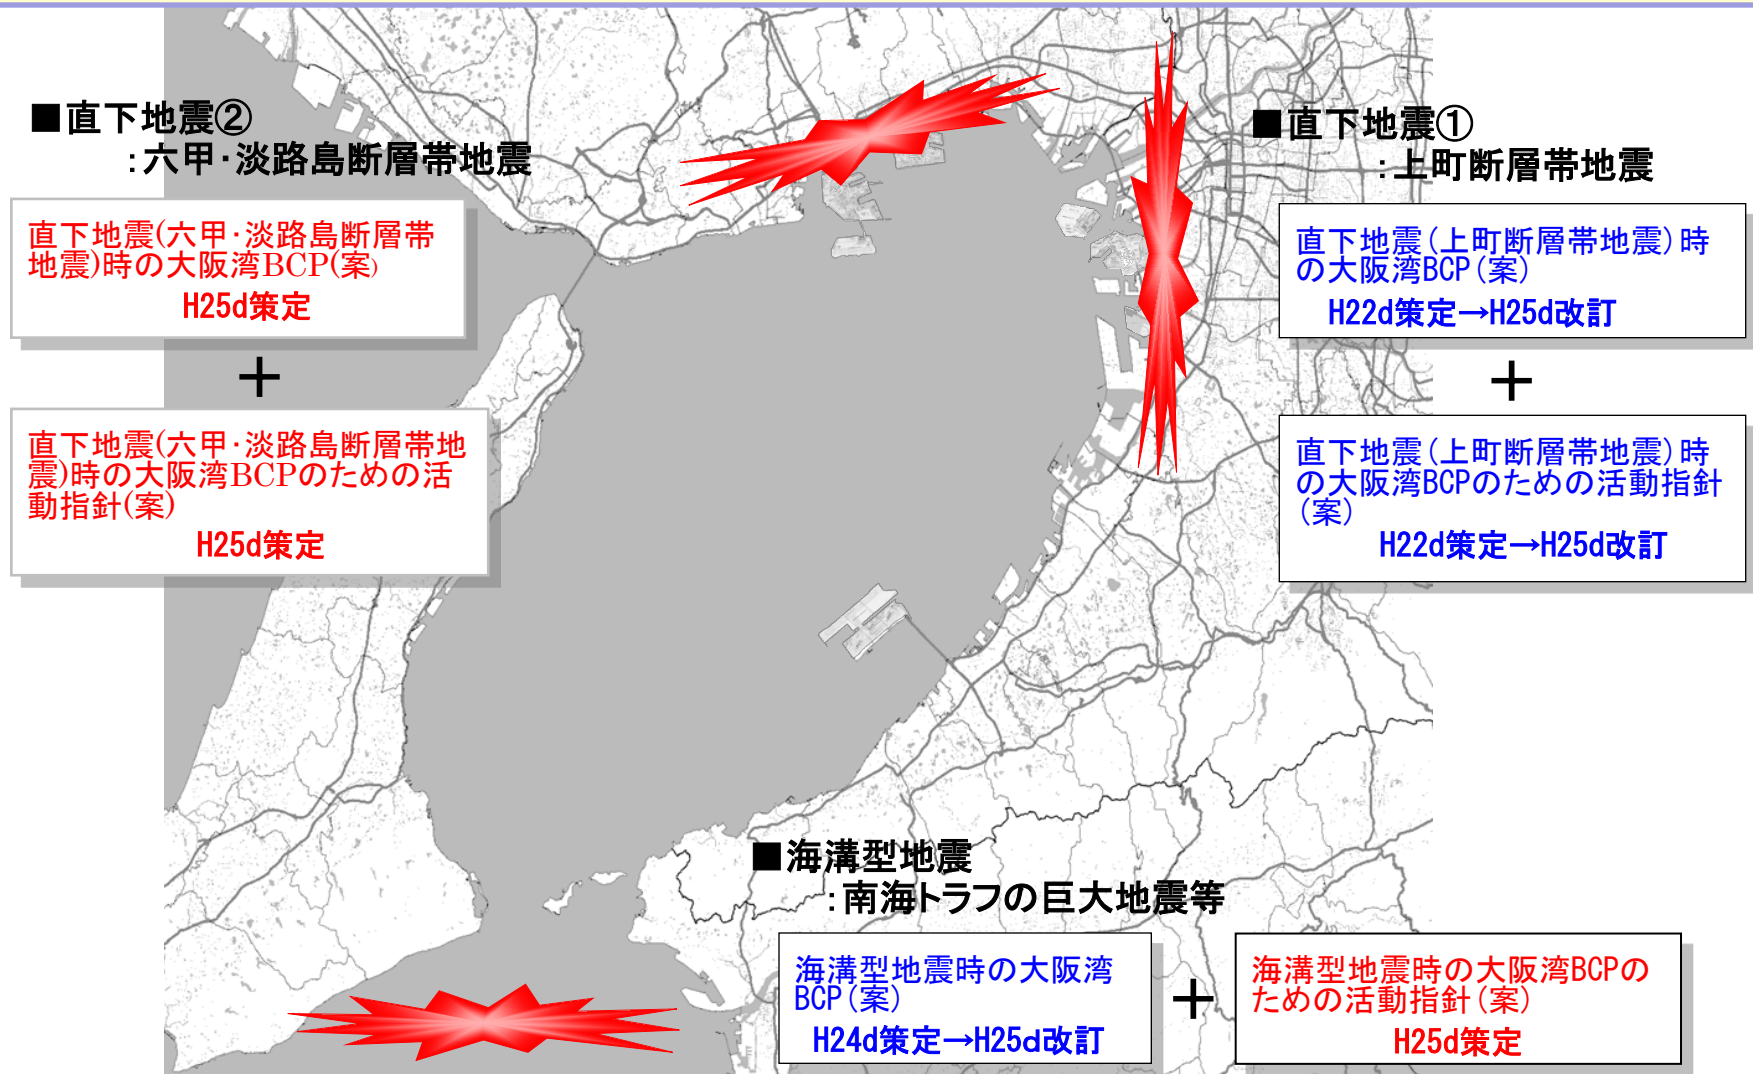 ■直下地震②
：六甲･淡路島断層帯地震
直下地震(六甲･淡路島断層帯
地震)時の大阪湾BCP(案)
H25d策定
＋
直下地震(六甲･淡路島断層帯地
震)時の大阪湾BCPのための活
動指針(案)
H25d策定
■直下地震①
：上町断層帯地震
直下地震（上町断層帯地震）時
の大阪湾BCP（案）
H22d策定→H25d改訂
＋
直下地震（上町断層帯地震）時
の大阪湾BCPのための活動指針
（案）
H22d策定→H25d改訂
■海溝型地震
：南海トラフの巨大地震等
海溝型地震時の大阪湾
BCP（案）
H24d策定→H25d改訂
＋
海溝型地震時の大阪湾BCPの
ための活動指針（案）
H25d策定